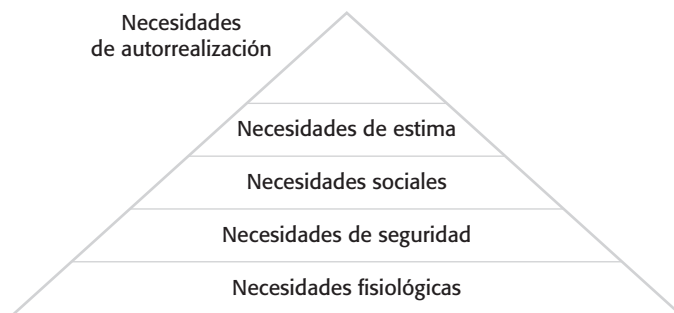 Necesidades
de autorrealización
Necesidades de estima
Necesidades sociales
Necesidades de seguridad
Necesidades fisiológicas